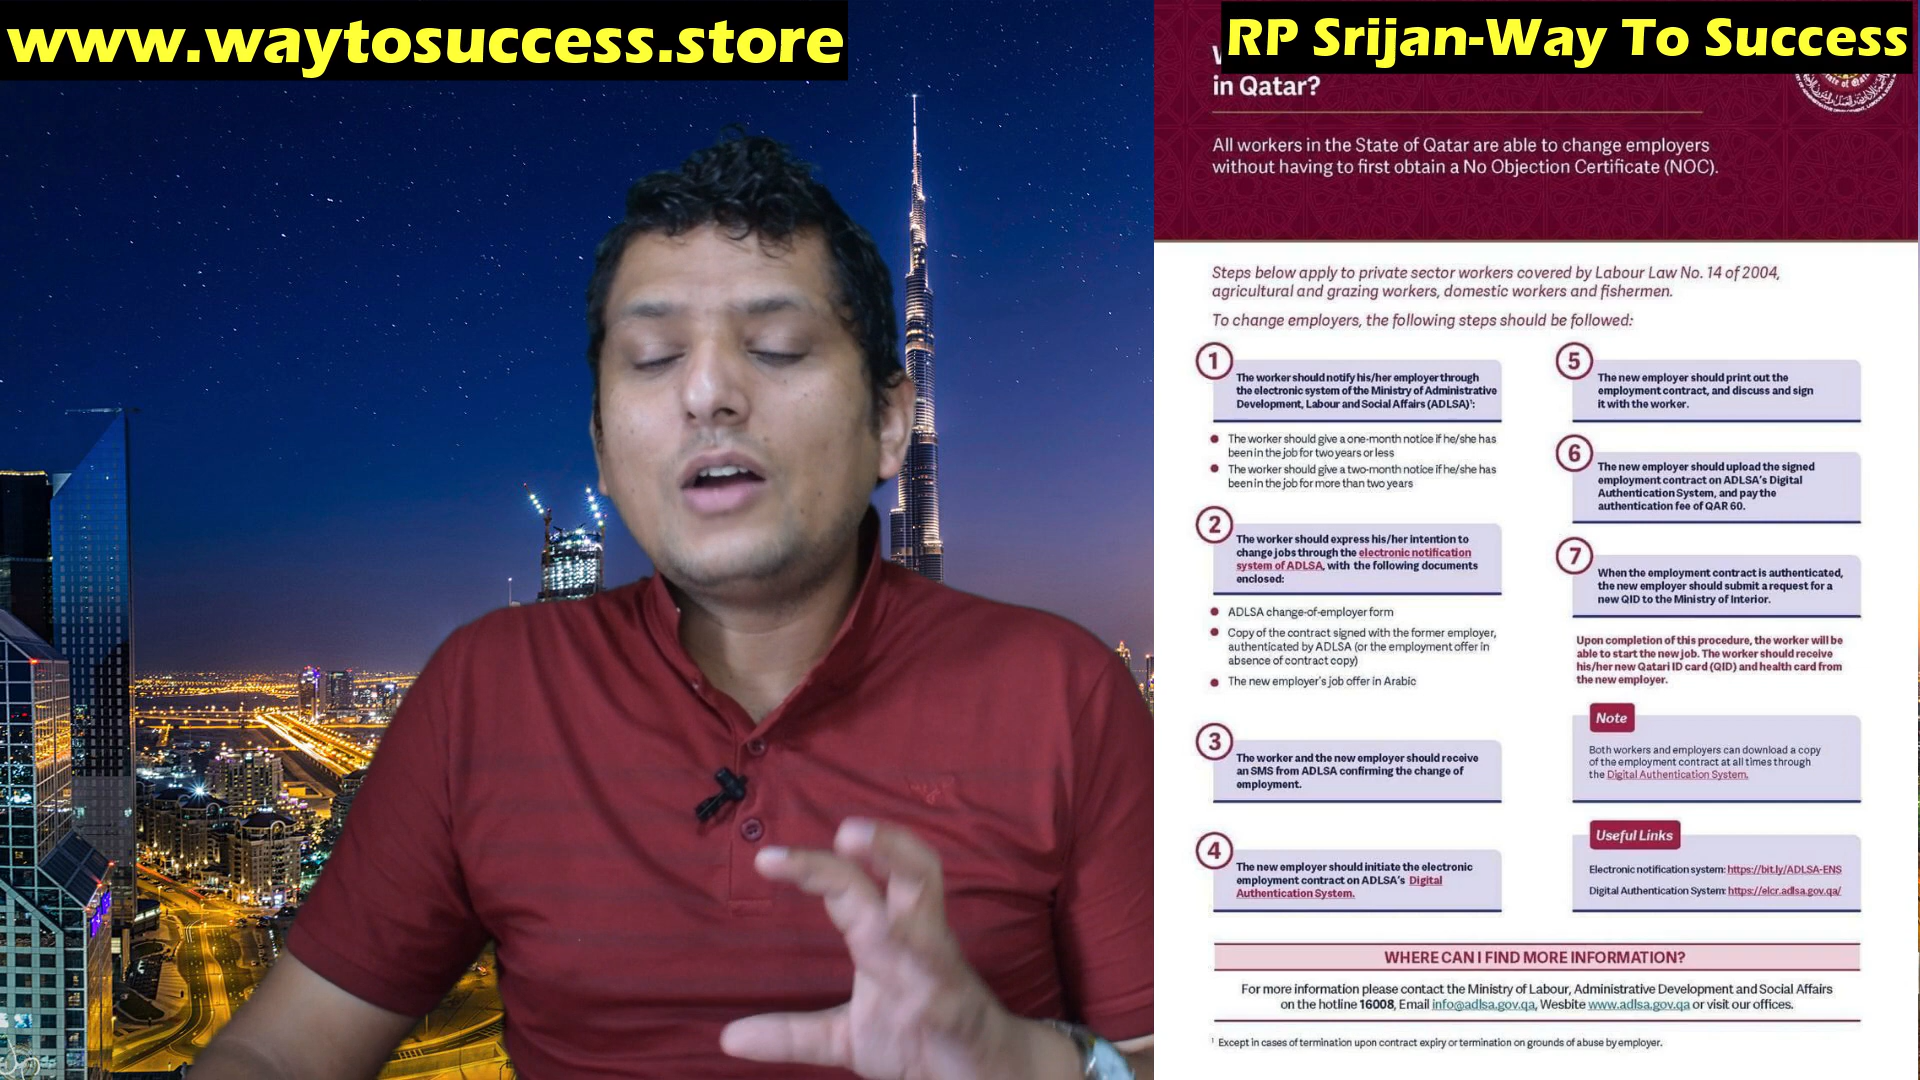 www.waytosuccess.store
RP Srijan-Way To Success
in Qatar?
All workers in the State of Qatar are able to change employers
without having to first obtain a No Objection Certificate (NOC).
Steps below apply to private sector workers covered by Labour Law No. 14 of 2004,
agricultural and grazing workers, domestic workers and fishermen.
To change employers, the following steps should be followed:
1
The worker should notify his/her employer through
the electronic system of the Ministry of Administrative
Development, Labour and Social Affairs (ADLSA)¹:
The worker should give a one-month notice if he/she has
been in the job for two years or less
The worker should give a two-month notice if he/she has
been in the job for more than two years
2
The worker should express his/her intention to
change jobs through the electronic notification
system of ADLSA, with the following documents
enclosed:
ADLSA change-of-employer form
Copy of the contract signed with the former employer,
authenticated by ADLSA (or the employment offer in
absence of contract copy)
The new employer's job offer in Arabic
3
The worker and the new employer should receive
an SMS from ADLSA confirming the change of
employment.
4
The new employer should initiate the electronic
employment contract on ADLSA's Digital
Authentication System.
5
The new employer should print out the
employment contract, and discuss and sign
it with the worker.
6
The new employer should upload the signed
employment contract on ADLSA's Digital
Authentication System, and pay the
authentication fee of QAR 60.
7
When the employment contract is authenticated,
the new employer should submit a request for a
new QID to the Ministry of Interior.
Upon completion of this procedure, the worker will be
able to start the new job. The worker should receive
his/her new Qatari ID card (QID) and health card from
the new employer.
Note
Both workers and employers can download a copy
of the employment contract at all times through
the Digital Authentication System.
Useful Links
Electronic notification system: https://bit.ly/ADLSA-ENS
Digital Authentication System: https://elcr.adlsa.gov.qa/
WHERE CAN I FIND MORE INFORMATION?
For more information please contact the Ministry of Labour, Administrative Development and Social Affairs
on the hotline 16008, Email info@adlsa.gov.qa, Wesbite www.adlsa.gov.qa or visit our offices.
¹ Except in cases of termination upon contract expiry or termination on grounds of abuse by employer.